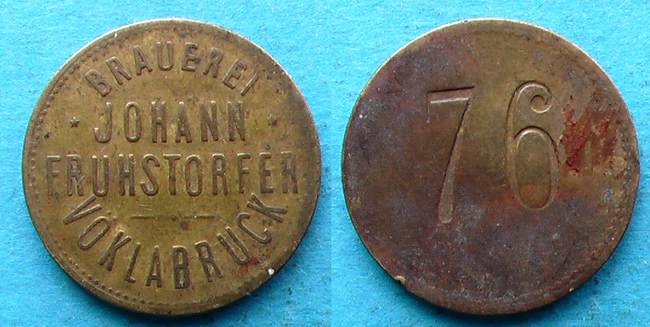 BRAUEREI
JOHANN
FRUHSTORFER
VÖKLABRUCK
76